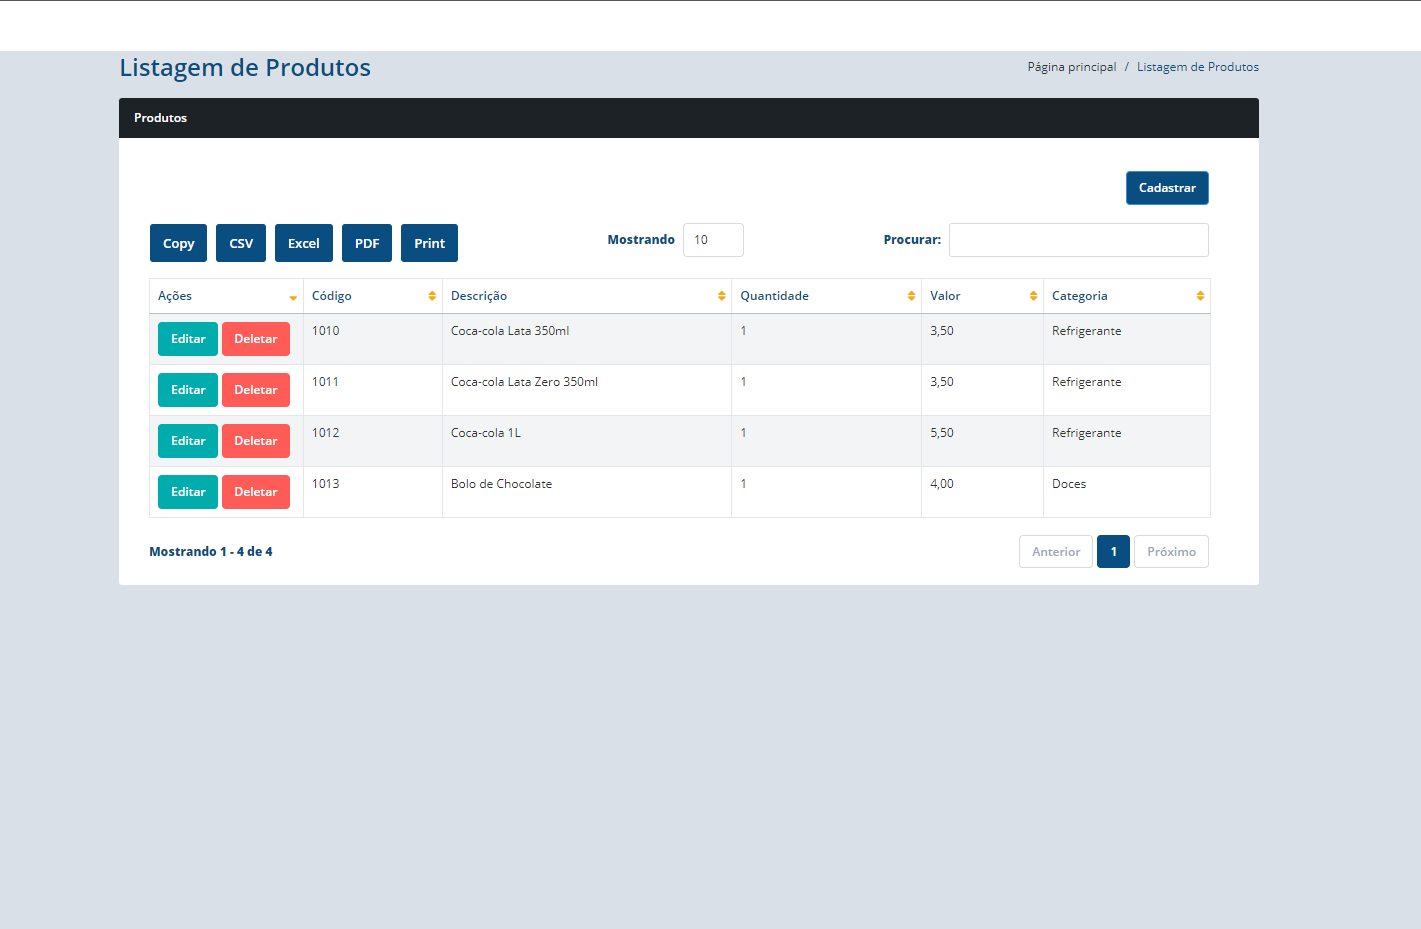 Listagem de Produtos
Página principal / Listagem de Produtos
Produtos
Cadastrar
Copy CSV Excel PDF Print Mostrando 10 Procurar:
Ações Código Descrição Quantidade Valor Categoria
Editar Deletar 1010 Coca-cola Lata 350ml 1 3,50 Refrigerante
Editar Deletar 1011 Coca-cola Lata Zero 350ml 1 3,50 Refrigerante
Editar Deletar 1012 Coca-cola 1L 1 5,50 Refrigerante
Editar Deletar 1013 Bolo de Chocolate 1 4,00 Doces
Mostrando 1 - 4 de 4 Anterior 1 Próximo